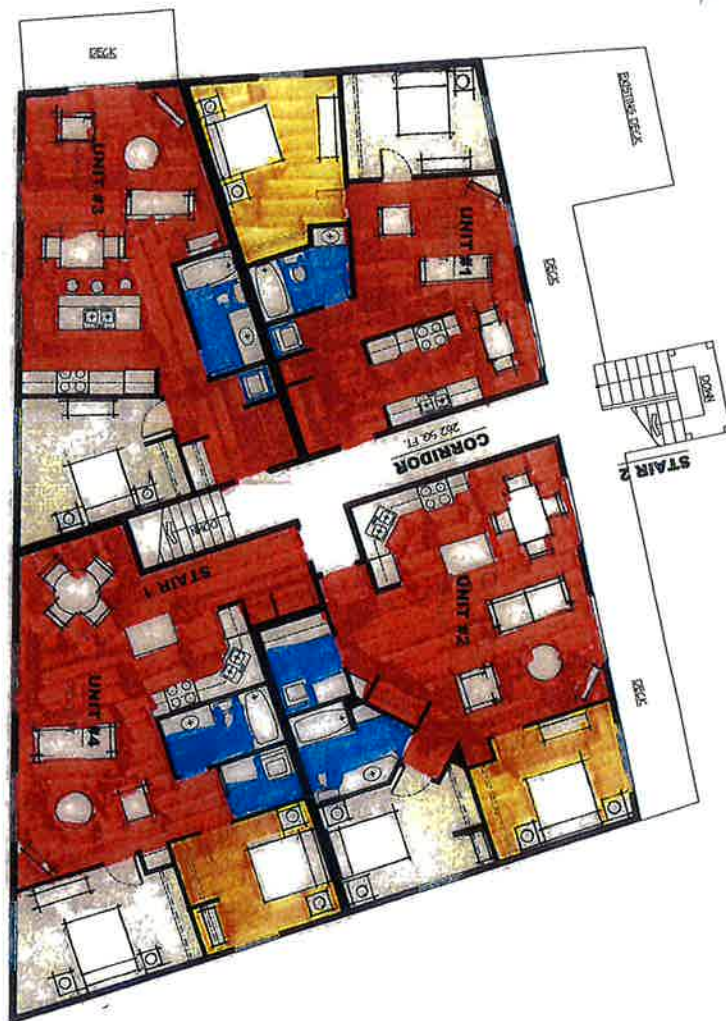 DECK
EXISTING DECK
UNIT #3
UNIT #1
DECK
DOWN
STAIR 2
CORRIDOR
262 SQ. FT.
DOWN
STAIR 1
UNIT #2
UNIT #4
DECK